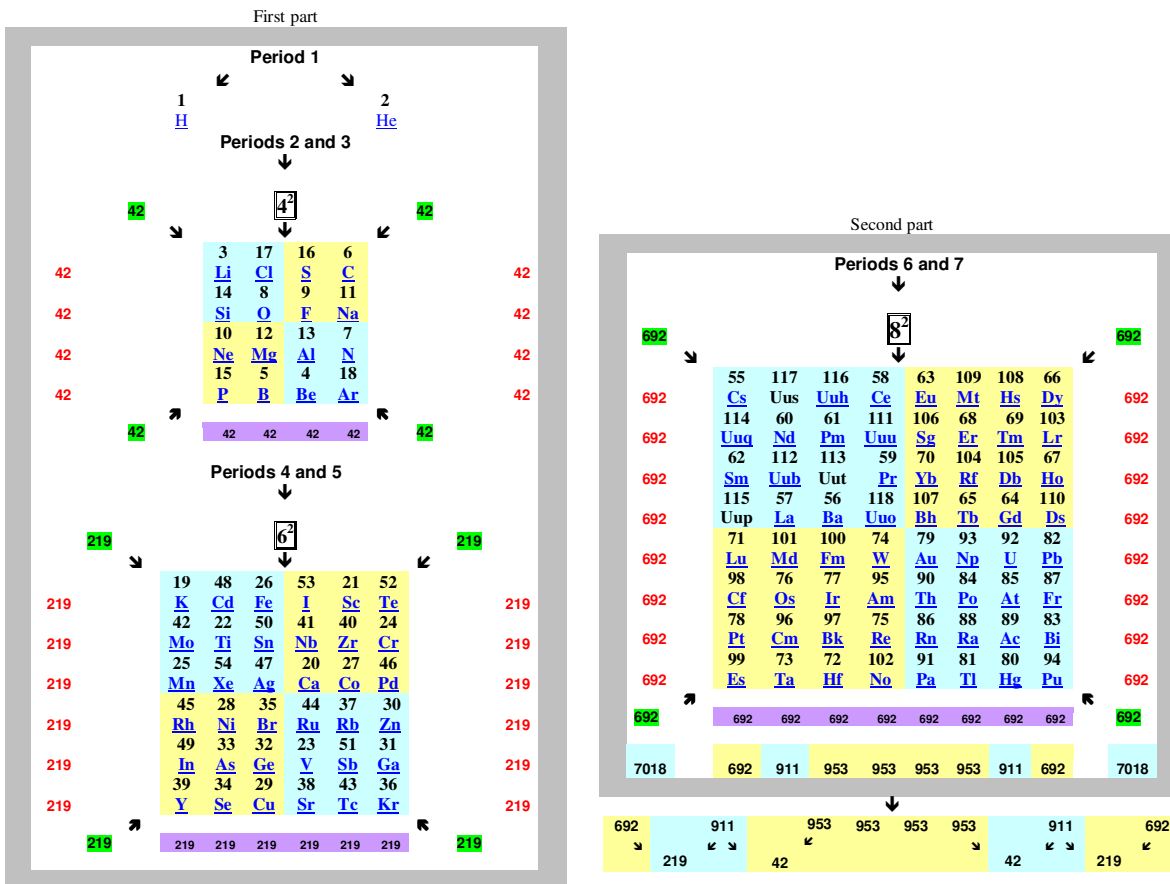 First part
Period 1
1 2
H He
Periods 2 and 3
4²
42 42
3 17 16 6
42 Li Cl S C 42
14 8 9 11
42 Si O F Na 42
10 12 13 7
42 Ne Mg Al N 42
15 5 4 18
42 P B Be Ar 42
42 42 42 42 42 42
Periods 4 and 5
6²
219 219
19 48 26 53 21 52
219 K Cd Fe I Sc Te 219
42 22 50 41 40 24
219 Mo Ti Sn Nb Zr Cr 219
25 54 47 20 27 46
219 Mn Xe Ag Ca Co Pd 219
45 28 35 44 37 30
219 Rh Ni Br Ru Rb Zn 219
49 33 32 23 51 31
219 In As Ge V Sb Ga 219
39 34 29 38 43 36
219 Y Se Cu Sr Tc Kr 219
219 219 219 219 219 219 219 219
Second part
Periods 6 and 7
8²
692 692
55 117 116 58 63 109 108 66
692 Cs Uus Uuh Ce Eu Mt Hs Dy 692
114 60 61 111 106 68 69 103
692 Uuq Nd Pm Uuu Sg Er Tm Lr 692
62 112 113 59 70 104 105 67
692 Sm Uub Uut Pr Yb Rf Db Ho 692
115 57 56 118 107 65 64 110
692 Uup La Ba Uuo Bh Tb Gd Ds 692
71 101 100 74 79 93 92 82
692 Lu Md Fm W Au Np U Pb 692
98 76 77 95 90 84 85 87
692 Cf Os Ir Am Th Po At Fr 692
78 96 97 75 86 88 89 83
692 Pt Cm Bk Re Rn Ra Ac Bi 692
99 73 72 102 91 81 80 94
692 Es Ta Hf No Pa Tl Hg Pu 692
692 692 692 692 692 692 692 692 692 692
7018 692 911 953 953 953 953 911 692 7018
692 911 953 953 953 953 911 692
219 42 42 219